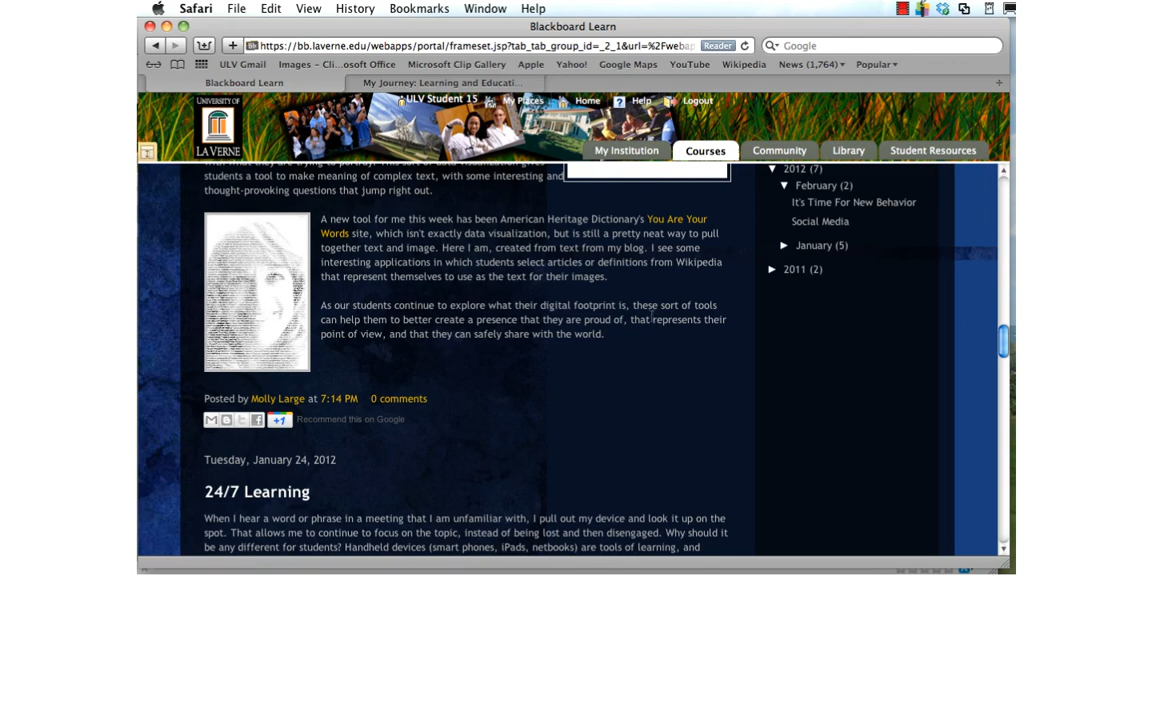 Safari File Edit View History Bookmarks Window Help
Blackboard Learn
https://bb.laverne.edu/webapps/portal/frameset.jsp?tab_tab_group_id=_2_1&url=%2Fwebap Reader Google
ULV Gmail Images – Cli...osoft Office Microsoft Clip Gallery Apple Yahoo! Google Maps YouTube Wikipedia News (1,764) Popular
Blackboard Learn My Journey: Learning and Educati...
UNIVERSITY OF
LA VERNE
ULV Student 15 My Places Home Help Logout
My Institution Courses Community Library Student Resources
students a tool to make meaning of complex text, with some interesting and
thought-provoking questions that jump right out.
A new tool for me this week has been American Heritage Dictionary's You Are Your
Words site, which isn't exactly data visualization, but is still a pretty neat way to pull
together text and image. Here I am, created from text from my blog. I see some
interesting applications in which students select articles or definitions from Wikipedia
that represent themselves to use as the text for their images.
As our students continue to explore what their digital footprint is, these sort of tools
can help them to better create a presence that they are proud of, that represents their
point of view, and that they can safely share with the world.
Posted by Molly Large at 7:14 PM 0 comments
+1 Recommend this on Google
Tuesday, January 24, 2012
24/7 Learning
When I hear a word or phrase in a meeting that I am unfamiliar with, I pull out my device and look it up on the
spot. That allows me to continue to focus on the topic, instead of being lost and then disengaged. Why should it
be any different for students? Handheld devices (smart phones, iPads, netbooks) are tools of learning, and
2012 (7)
February (2)
It's Time For New Behavior
Social Media
January (5)
2011 (2)